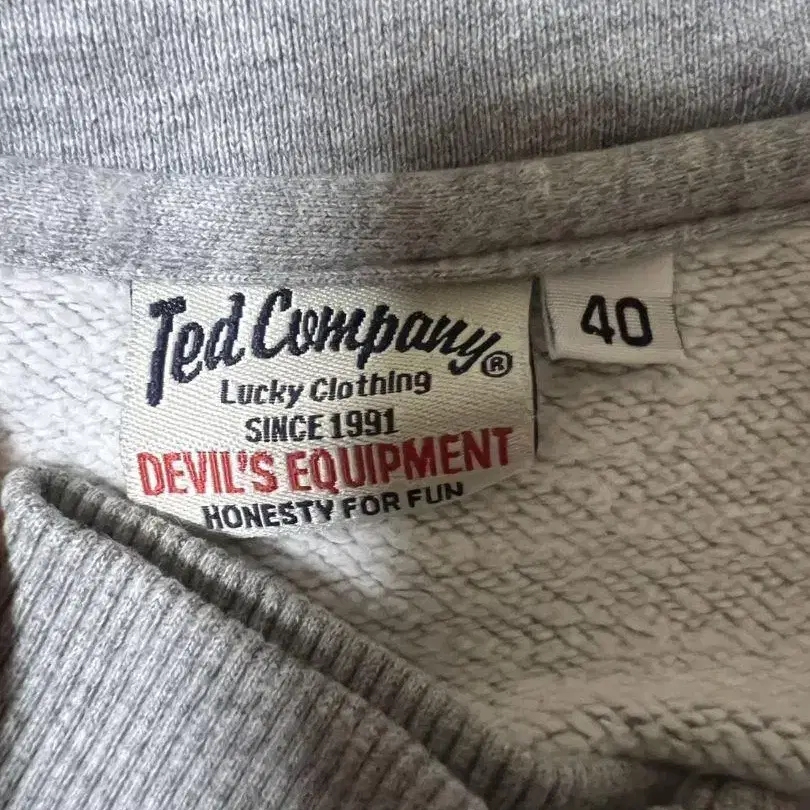 Ted Company®
Lucky Clothing
SINCE 1991
DEVIL'S EQUIPMENT
HONESTY FOR FUN
40